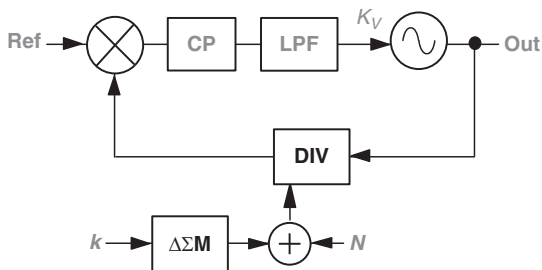 Ref
CP
LPF
K_V
Out
DIV
k
ΔΣM
+
N